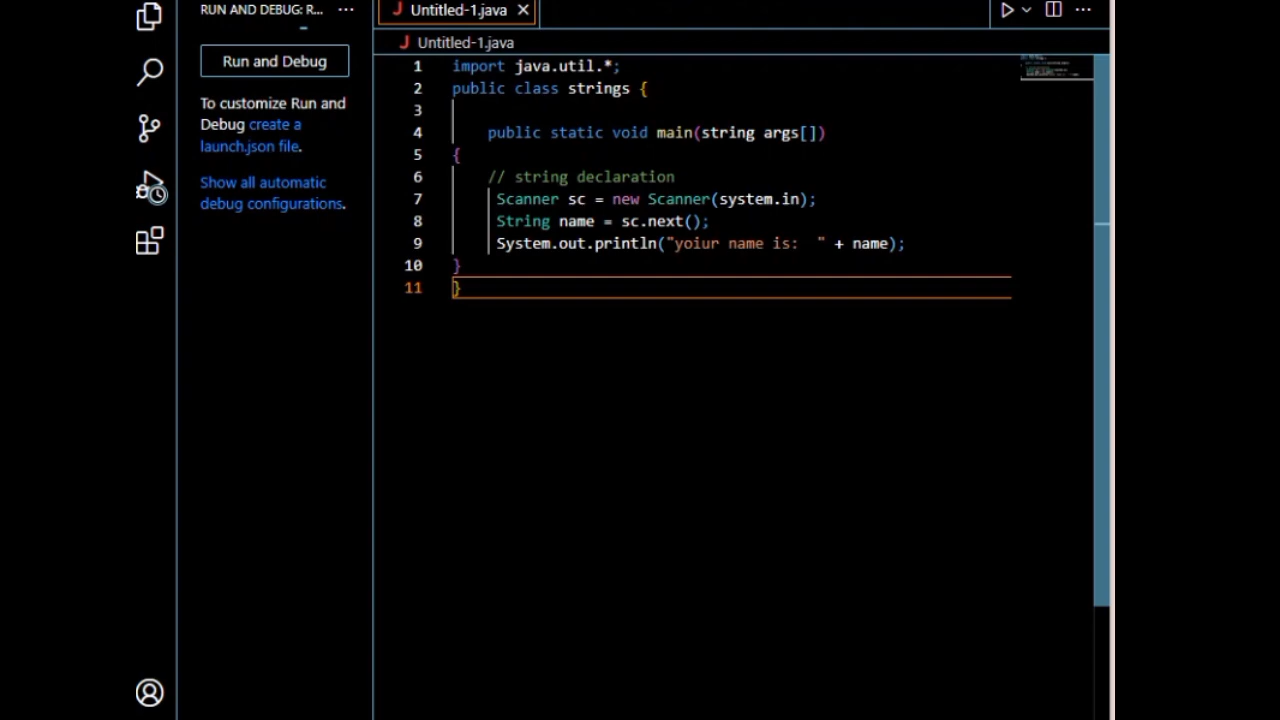 RUN AND DEBUG: R... ...
Untitled-1.java
Run and Debug
To customize Run and
Debug create a
launch.json file.
Show all automatic
debug configurations.
J Untitled-1.java
1 import java.util.*;
2 public class strings {
3
4 public static void main(string args[])
5 {
6 // string declaration
7 Scanner sc = new Scanner(system.in);
8 String name = sc.next();
9 System.out.println("yoiur name is:  " + name);
10 }
11 }